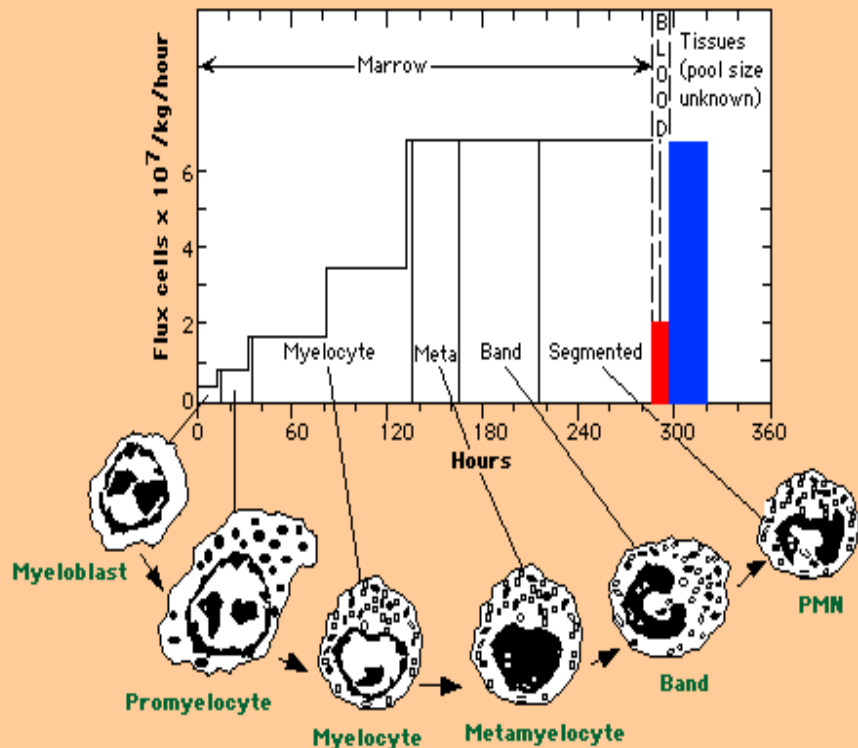 B
L
O
O
D
Tissues
(pool size
unknown)
Marrow
Flux cells x 10⁷/kg/hour
6
4
2
0
Myelocyte
Meta
Band
Segmented
0
60
120
180
240
300
360
Hours
Myeloblast
Promyelocyte
Myelocyte
Metamyelocyte
Band
PMN